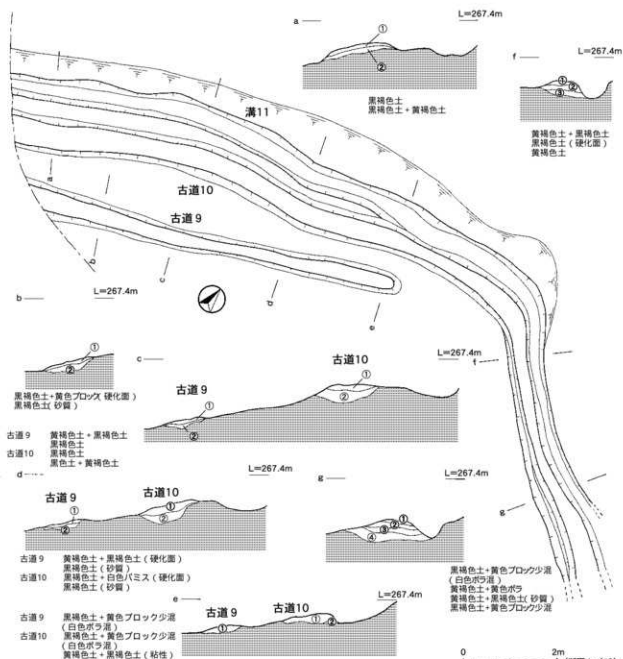 a
L=267.4m
①
②
黒褐色土
黒褐色土+黄褐色土
f
L=267.4m
①
②
③
黄褐色土+黒褐色土
黒褐色土(硬化面)
黄褐色土
溝11
古道10
古道9
a
b
c
d
e
f
g
b
L=267.4m
①
②
黒褐色土+黄色ブロック(硬化面)
黒褐色土(砂質)
c
L=267.4m
古道9
①
②
古道10
①
②
古道9 黄褐色土+黒褐色土
黒褐色土
古道10 黒褐色土
黒色土+黄褐色土
d
L=267.4m
古道9
①
②
古道10
①
②
古道9 黄褐色土+黒褐色土(硬化面)
黒褐色土(砂質)
古道10 黒褐色土+白色パミス(硬化面)
黒褐色土(砂質)
g
L=267.4m
①
②
③
④
黒褐色土+黄色ブロック少混
(白色ボラ混)
黄褐色土+黄色ボラ
黄褐色土+黒褐色土(砂質)
黒褐色土+黄色ブロック少混
e
L=267.4m
古道9
①
古道10
①
②
古道9 黒褐色土+黄色ブロック少混
(白色ボラ混)
古道10 黒褐色土+黄色ブロック少混
(白色ボラ混)
黄褐色土+黒褐色土(粘性)
0 2m